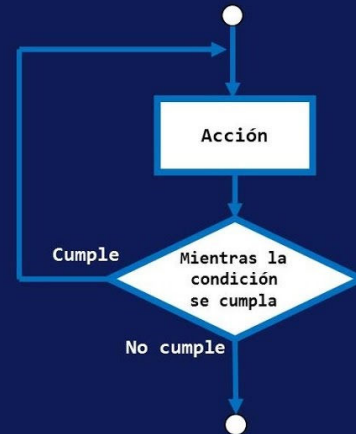 Acción
Cumple
Mientras la
condición
se cumpla
No cumple